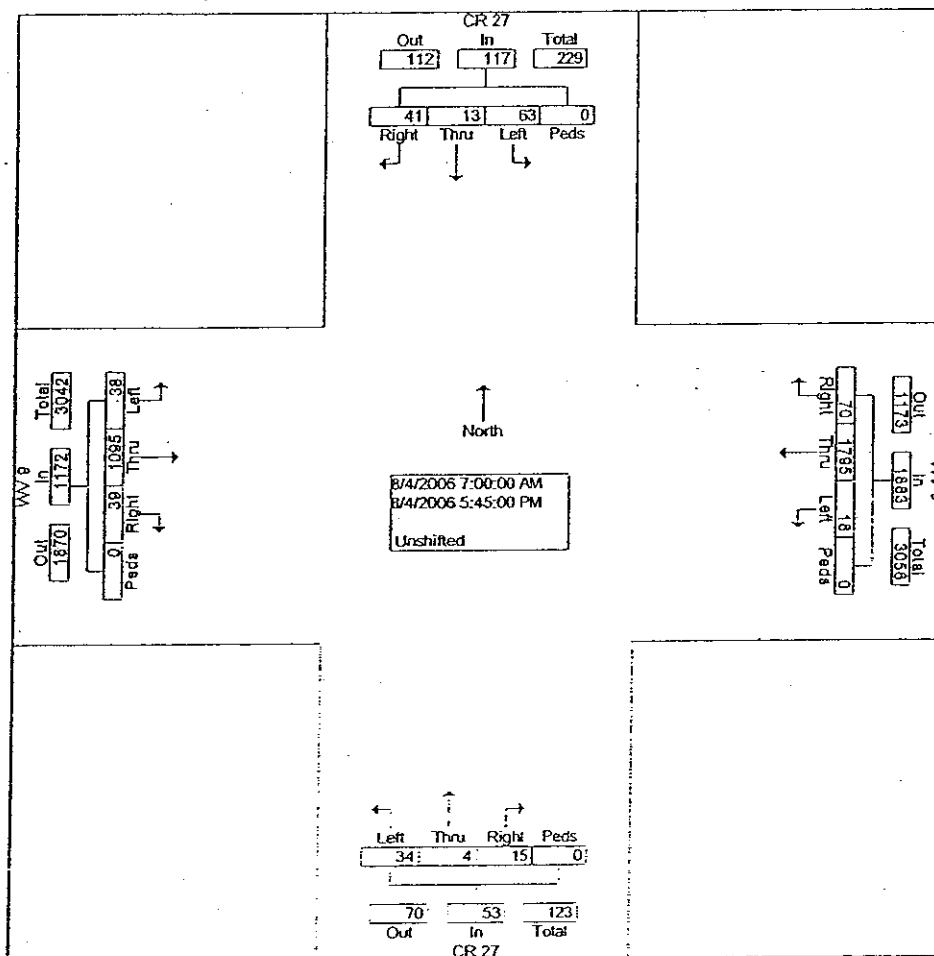 CR 27
Out In Total
112 117 229
41 13 63 0
Right Thru Left Peds
Total 3042
In 1172
Out 1870
WV 9
38 1095 39 0
Left Thru Right Peds
North
8/4/2006 7:00:00 AM
8/4/2006 5:45:00 PM
Unshifted
Right Thru Left Peds
70 1795 18 0
Out 1173
In 1883
Total 3056
Left Thru Right Peds
34 4 15 0
70 53 123
Out In Total
CR 27